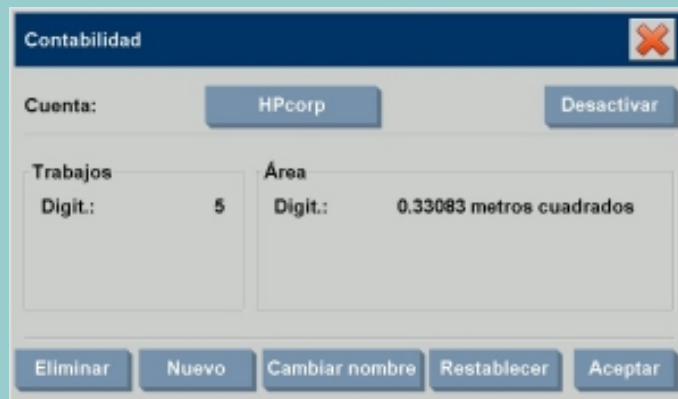 Contabilidad
Cuenta: HPcorp Desactivar
Trabajos Área
Digit.: 5 Digit.: 0.33083 metros cuadrados
Eliminar Nuevo Cambiar nombre Restablecer Aceptar